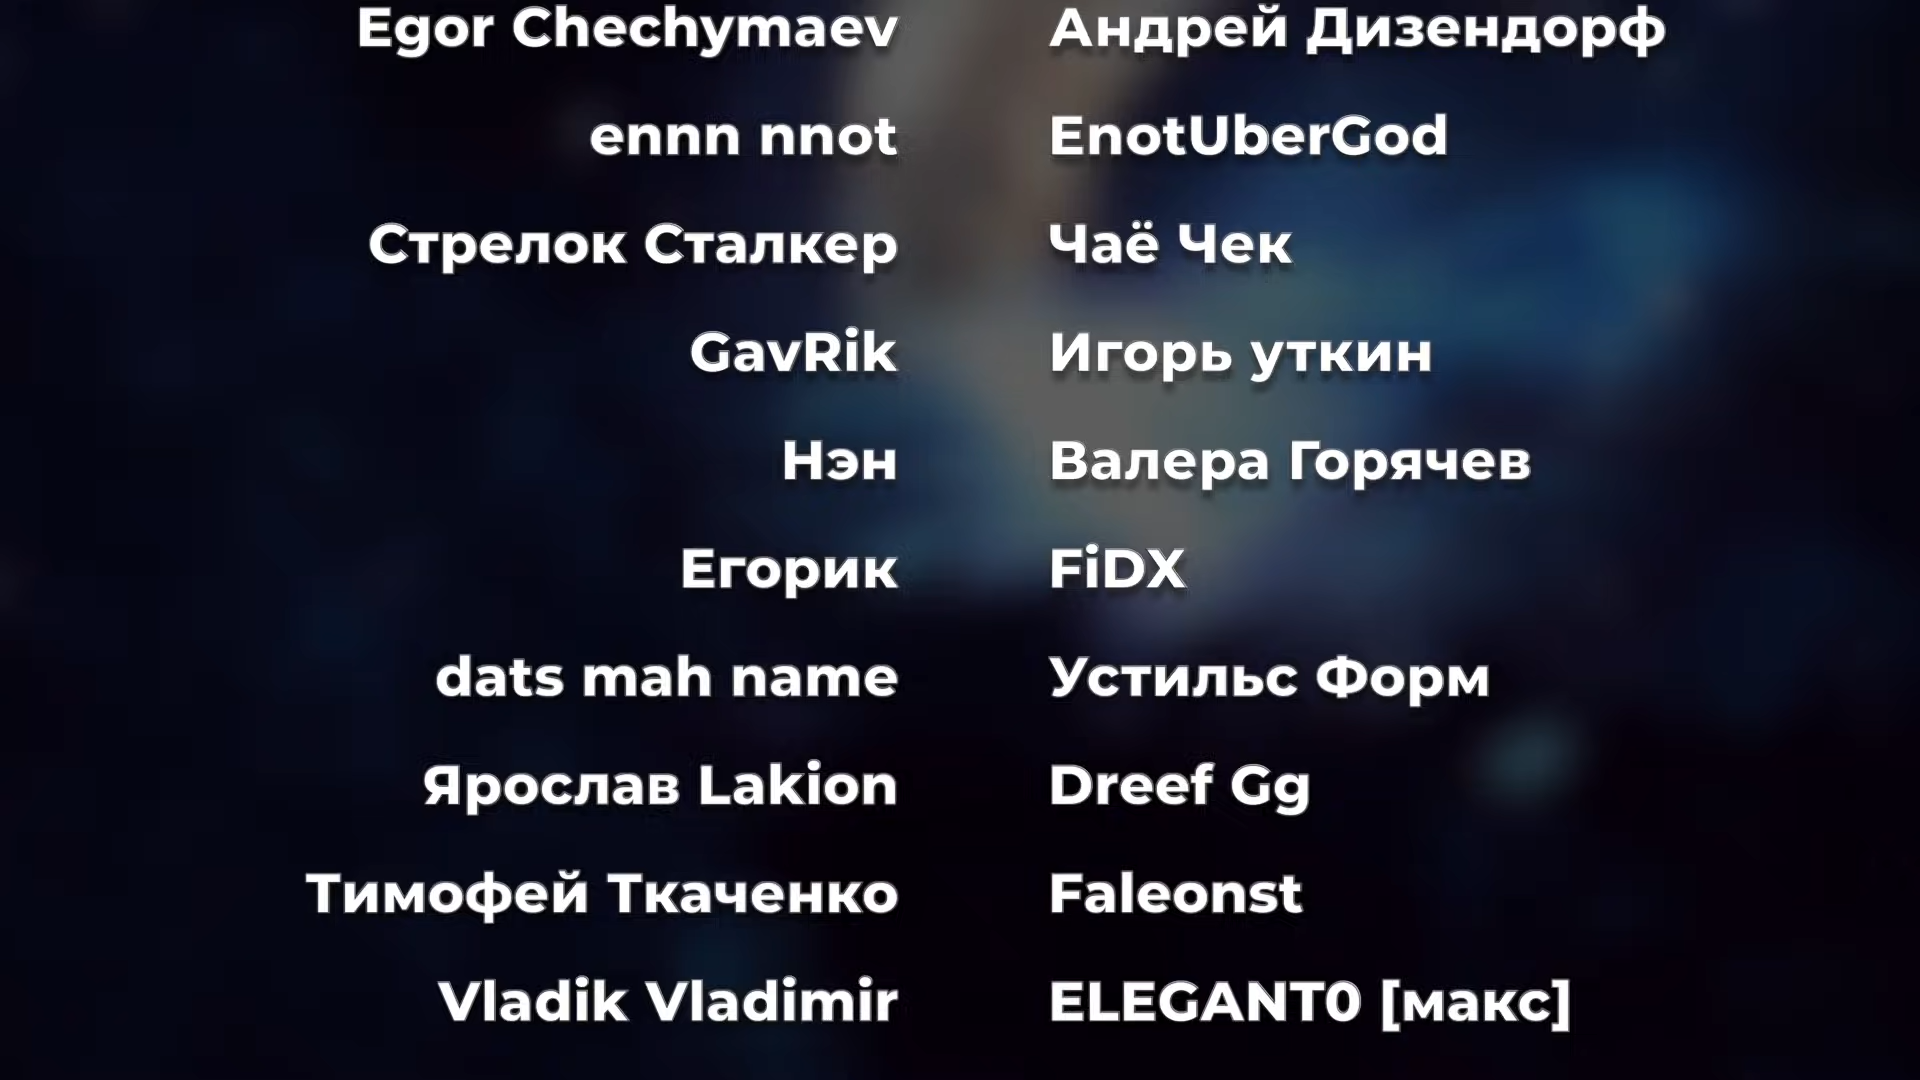 Egor Chechymaev Андрей Дизендорф
ennn nnot EnotUberGod
Стрелок Сталкер Чаё Чек
GavRik Игорь уткин
Нэн Валера Горячев
Егорик FiDX
dats mah name Устильс Форм
Ярослав Lakion Dreef Gg
Тимофей Ткаченко Faleonst
Vladik Vladimir ELEGANT0 [макс]